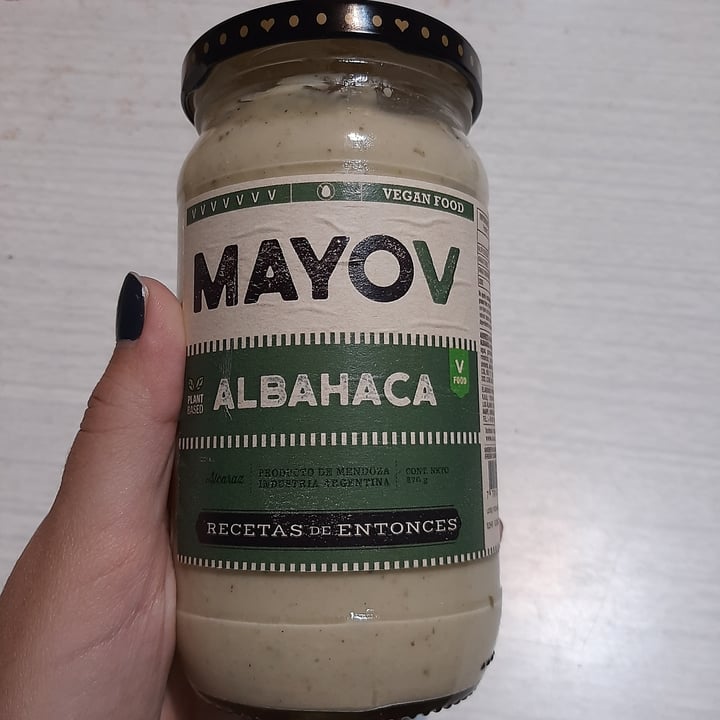 VVVVVVV VEGAN FOOD
MAYOV
PLANT
BASED
ALBAHACA
V
FOOD
Alcaraz
PRODUCTO DE MENDOZA
INDUSTRIA ARGENTINA
CONT. NETO
270 g
RECETAS DE ENTONCES